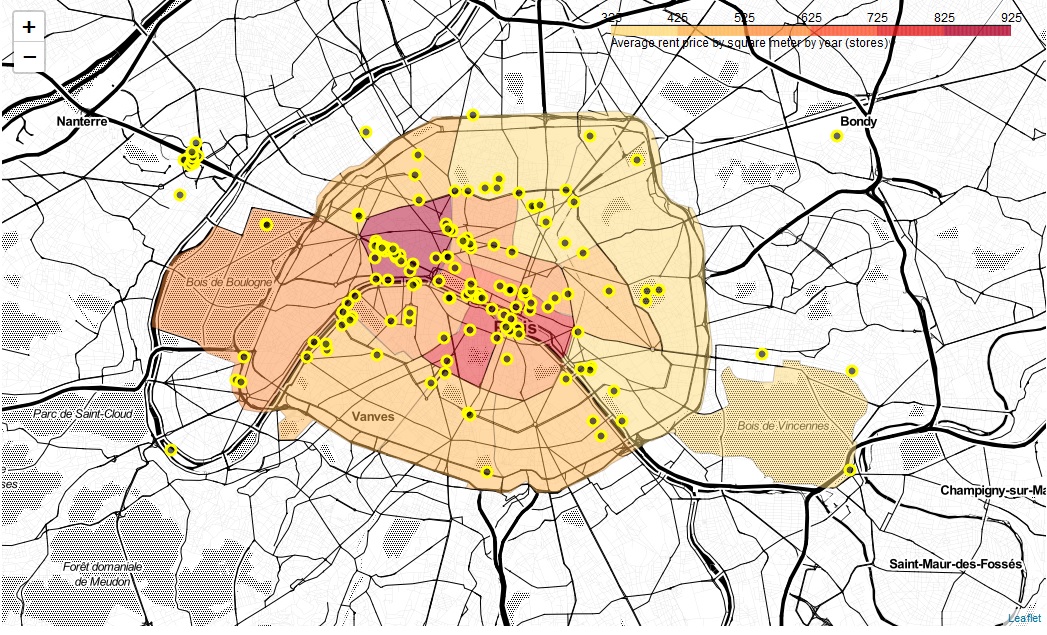 +
−
325 425 525 625 725 825 925
Average rent price by square meter by year (stores)
Nanterre
Bondy
Bois de Boulogne
Paris
Parc de Saint-Cloud
Vanves
Bois de Vincennes
Champigny-sur-Ma
Forêt domaniale
de Meudon
Saint-Maur-des-Fossés
Leaflet